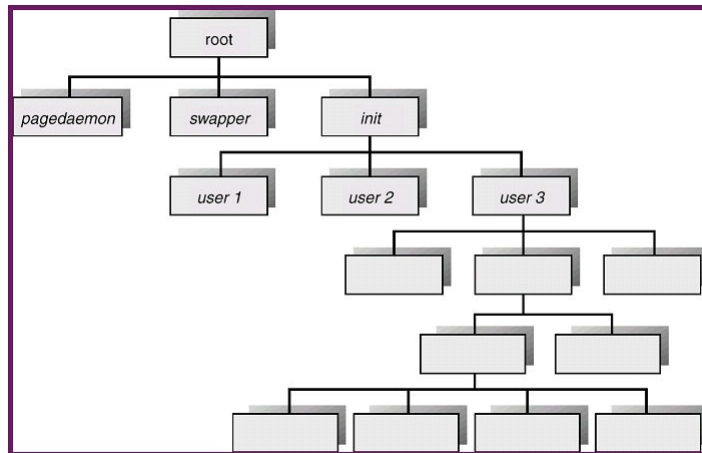 root
pagedaemon
swapper
init
user 1
user 2
user 3